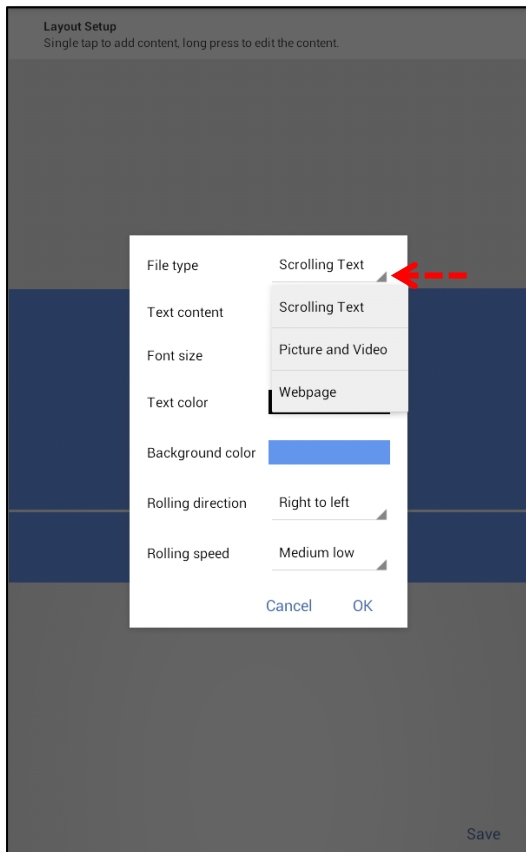 Layout Setup
Single tap to add content, long press to edit the content.
File type
Scrolling Text
Text content
Scrolling Text
Font size
Picture and Video
Text color
Webpage
Background color
Rolling direction
Right to left
Rolling speed
Medium low
Cancel
OK
Save